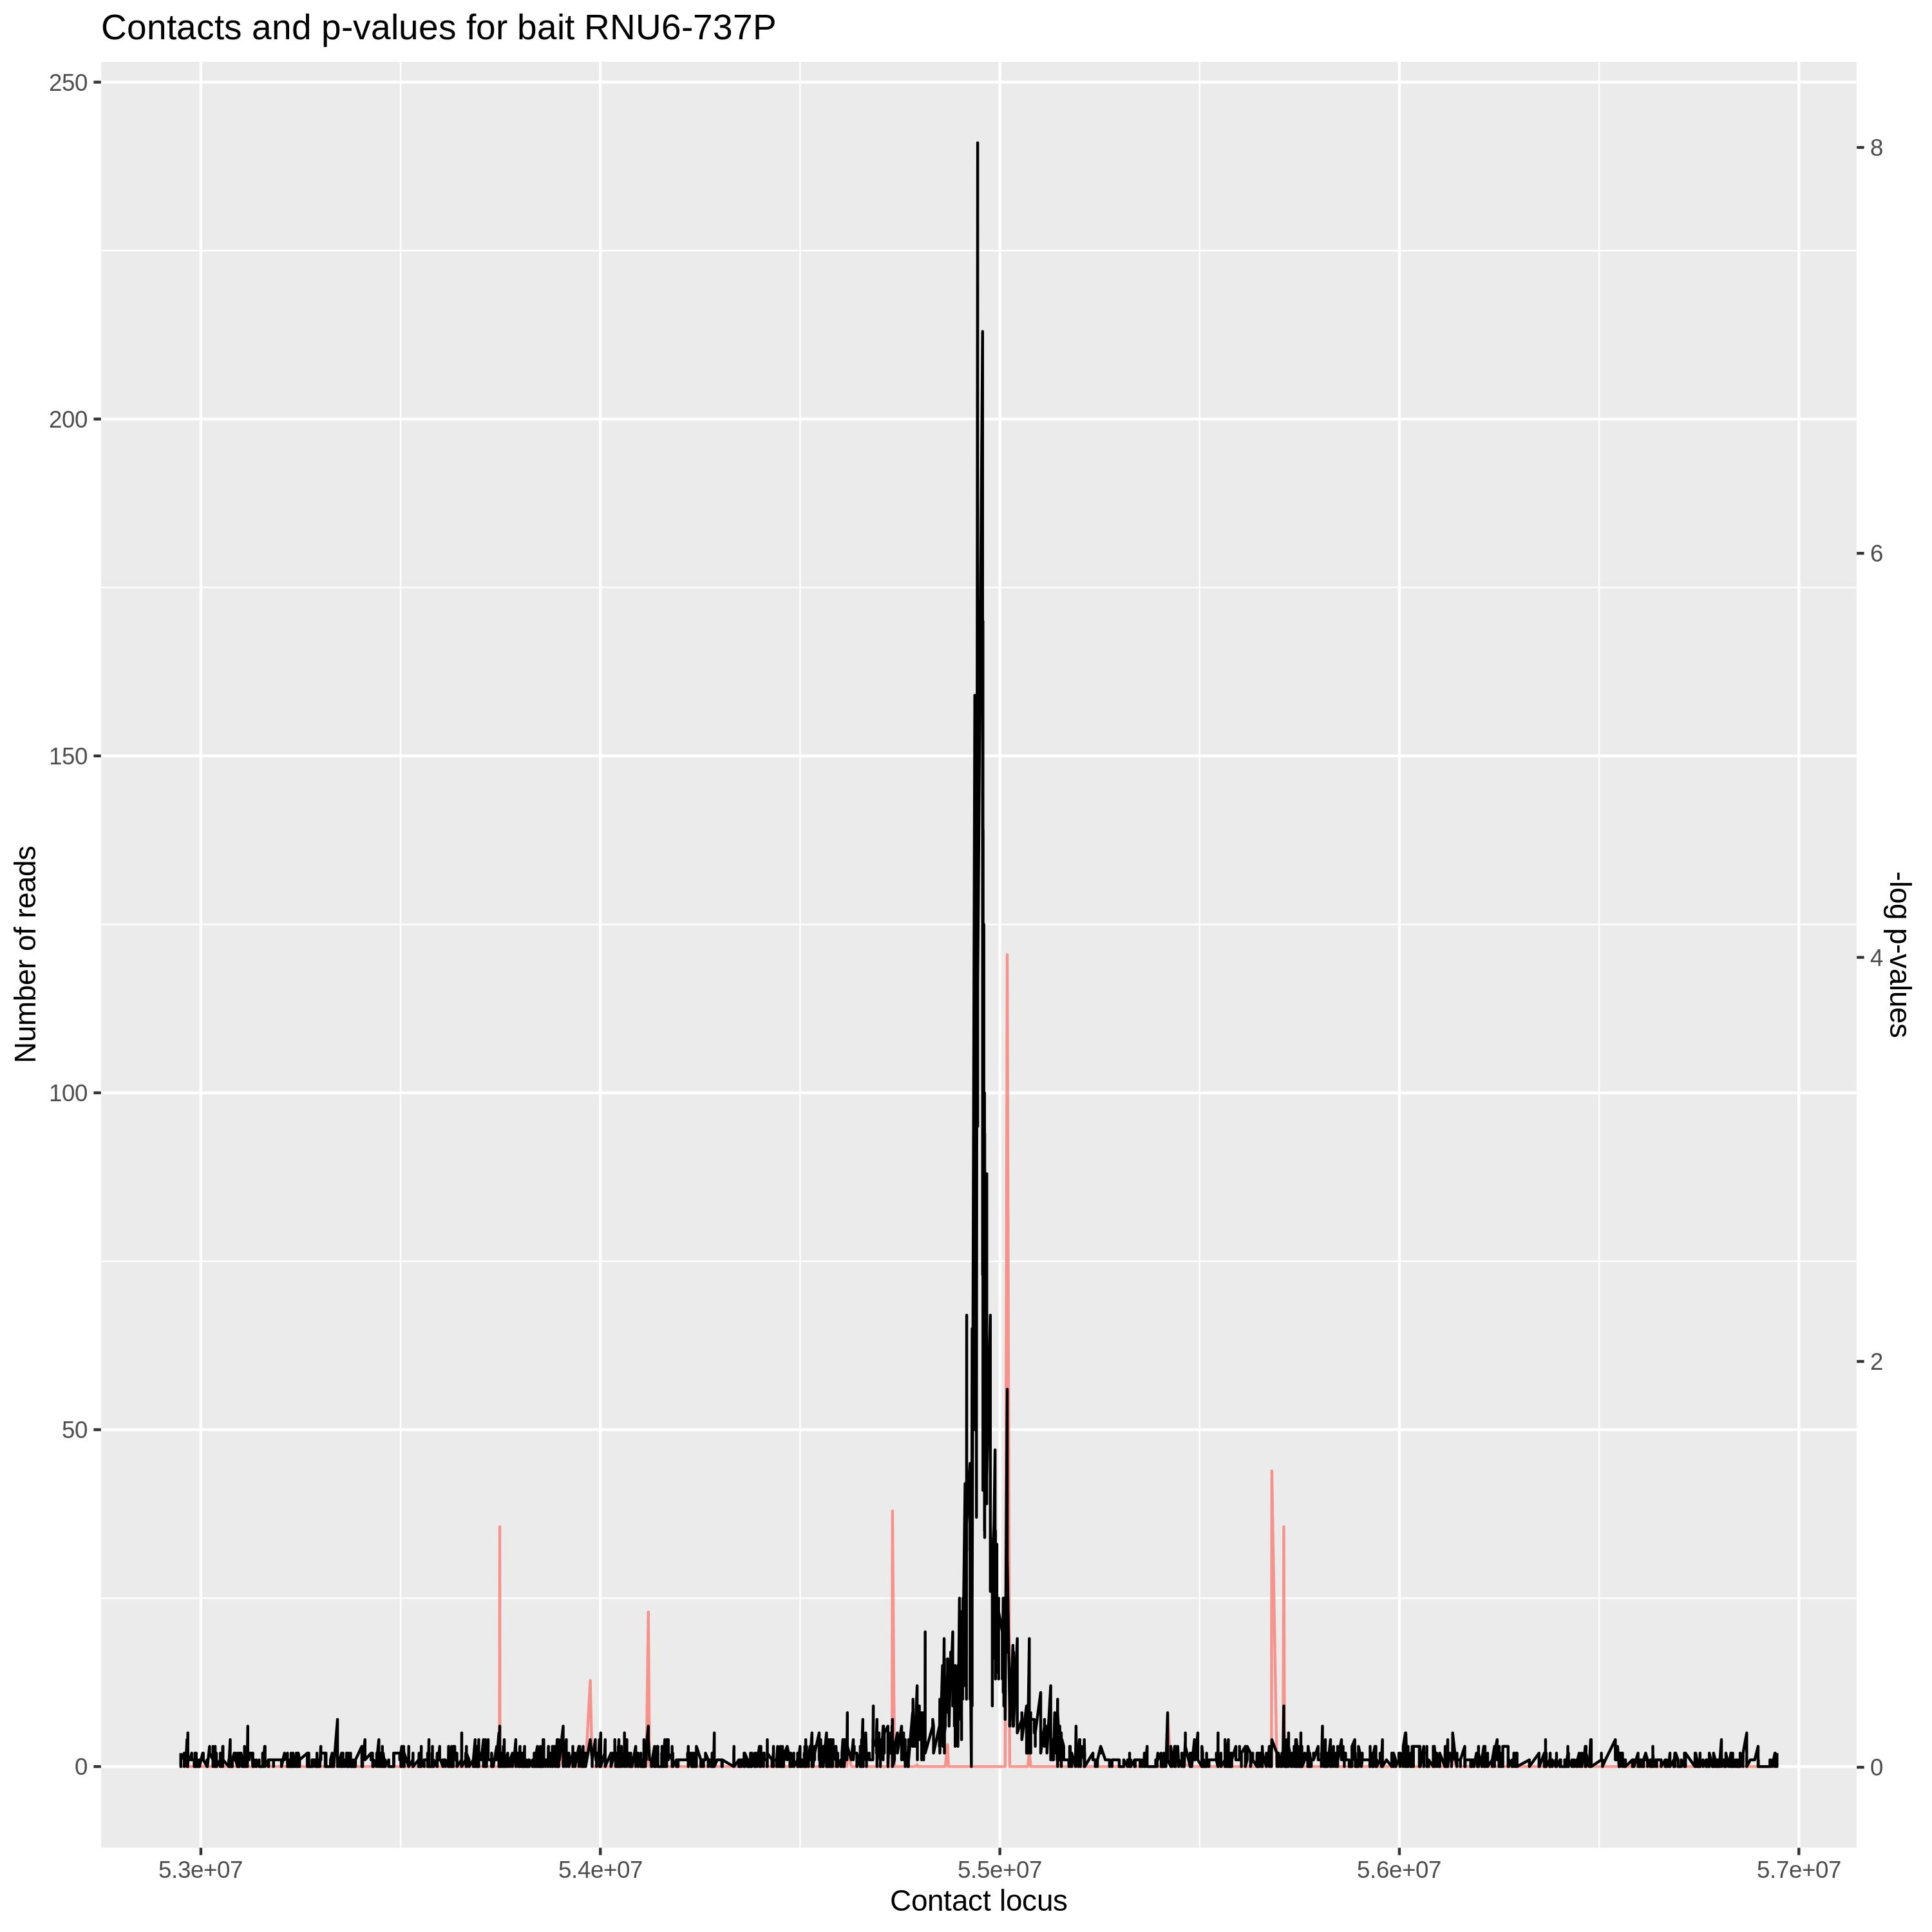 Contacts and p-values for bait RNU6-737P
250
200
150
100
50
0
Number of reads
8
6
4
2
0
-log p-values
5.3e+07 5.4e+07 5.5e+07 5.6e+07 5.7e+07
Contact locus